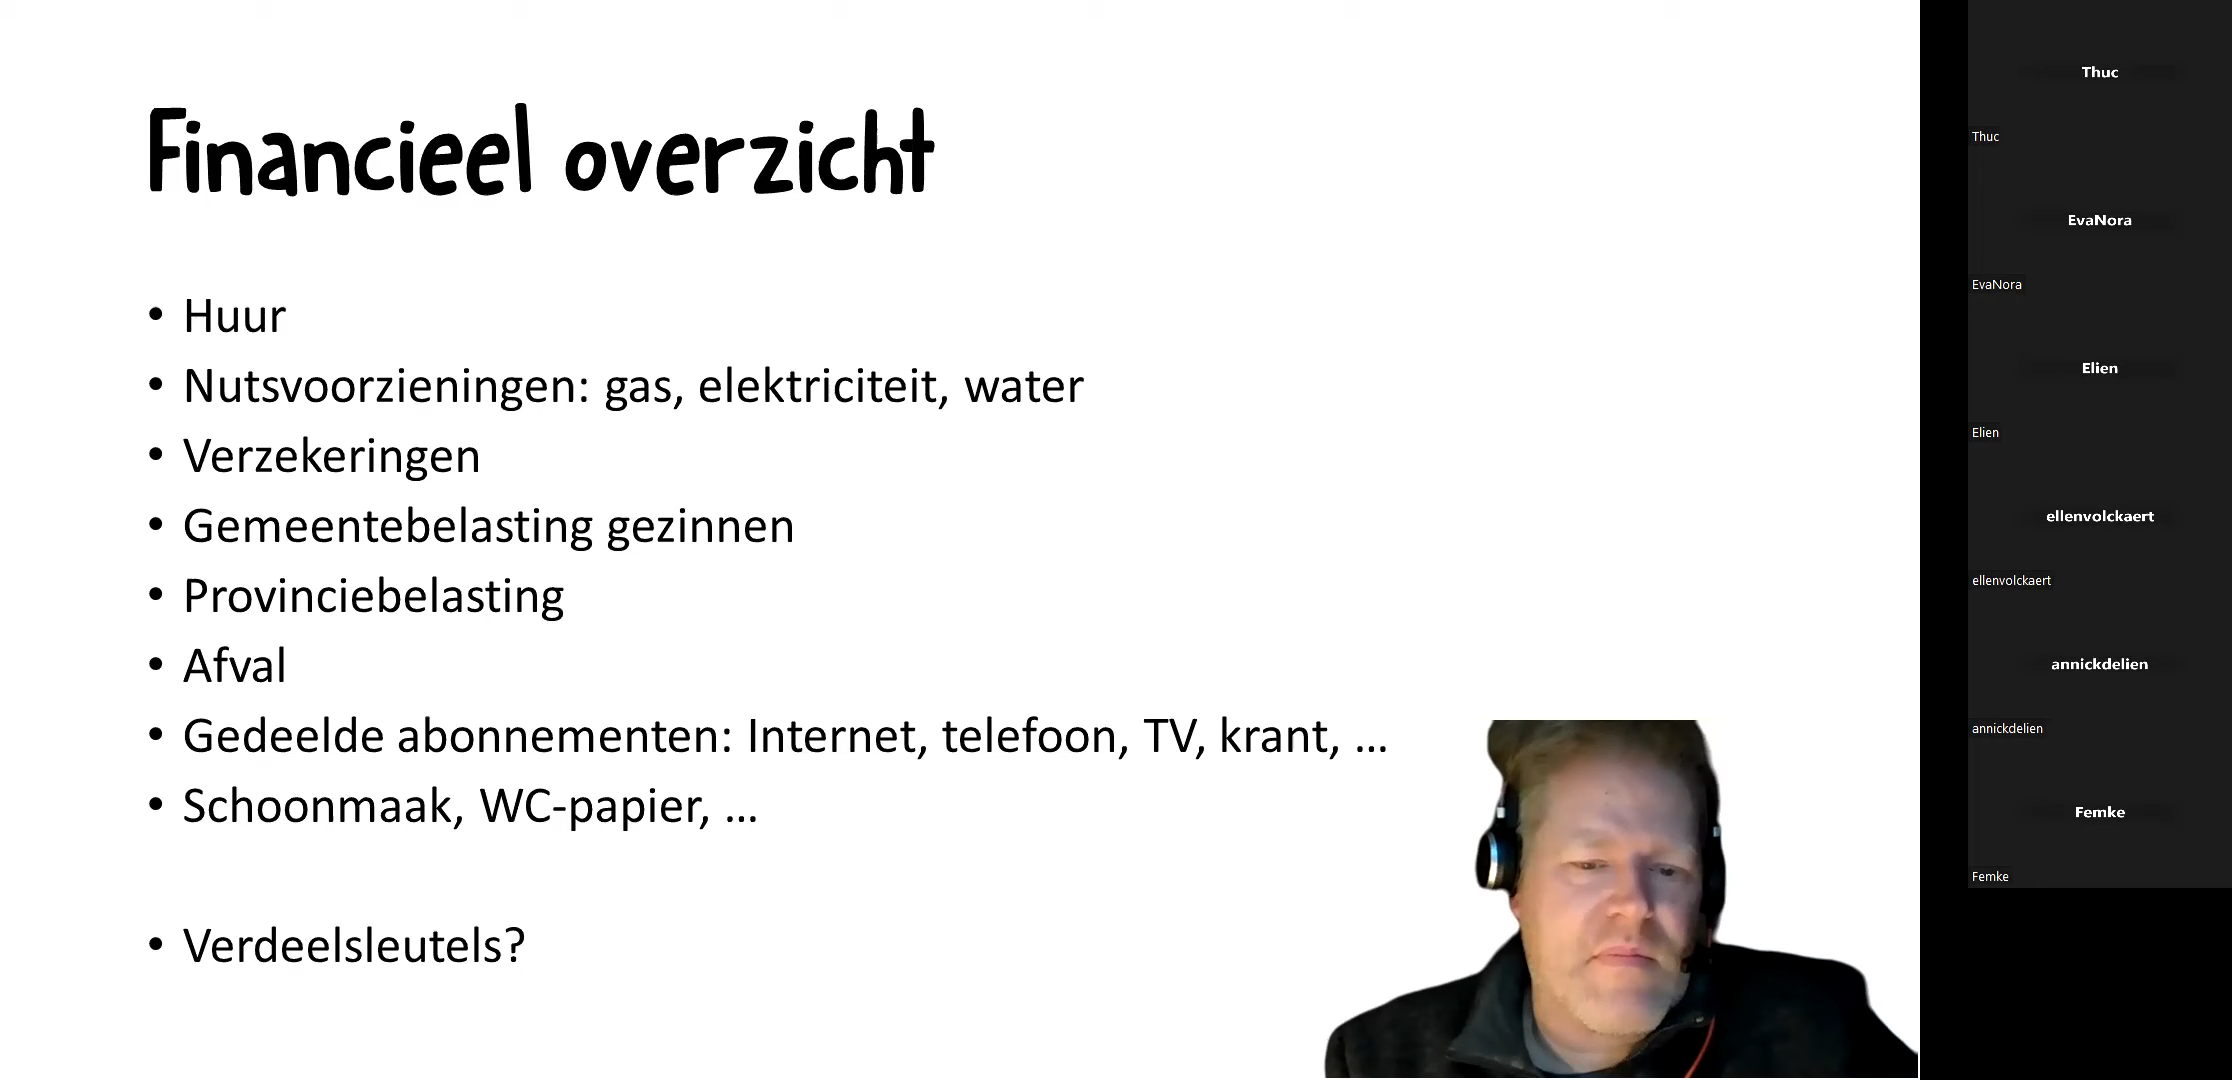 Financieel overzicht
• Huur
• Nutsvoorzieningen: gas, elektriciteit, water
• Verzekeringen
• Gemeentebelasting gezinnen
• Provinciebelasting
• Afval
• Gedeelde abonnementen: Internet, telefoon, TV, krant, ...
• Schoonmaak, WC-papier, ...
• Verdeelsleutels?
Thuc
Thuc
EvaNora
EvaNora
Elien
Elien
ellenvolckaert
ellenvolckaert
annickdelien
annickdelien
Femke
Femke